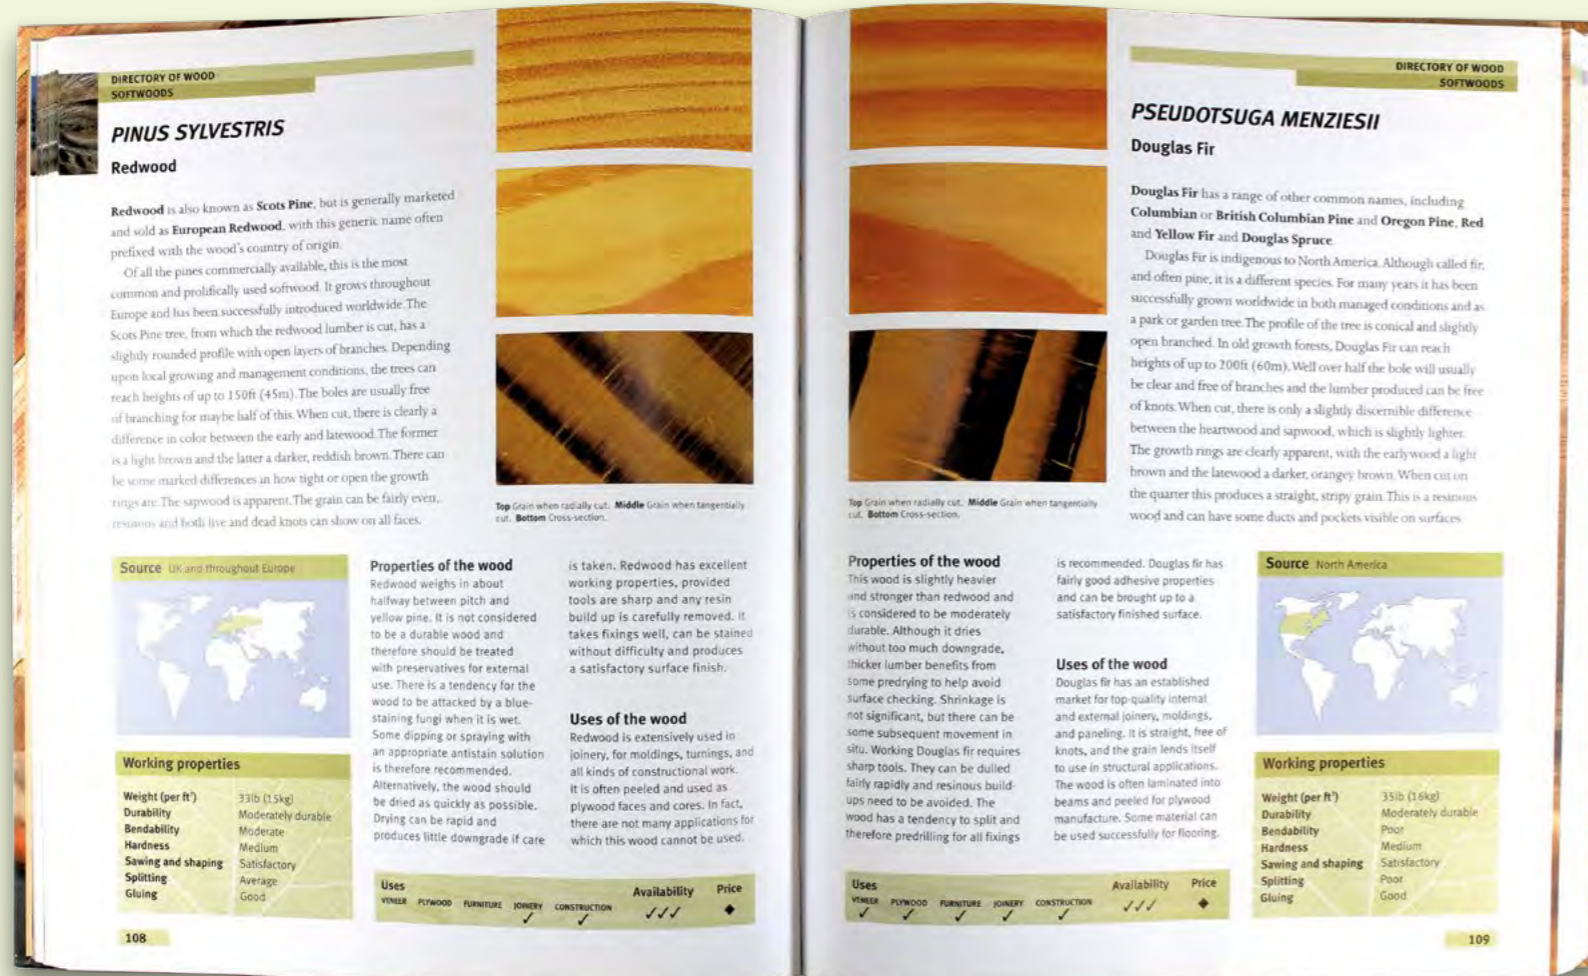 DIRECTORY OF WOOD
SOFTWOODS
PINUS SYLVESTRIS
Redwood
Redwood is also known as Scots Pine, but is generally marketed
and sold as European Redwood, with this generic name often
prefixed with the wood's country of origin.
Of all the pines commercially available, this is the most
common and prolifically used softwood. It grows throughout
Europe and has been successfully introduced worldwide. The
Scots Pine tree, from which the redwood lumber is cut, has a
slightly rounded profile with open layers of branches. Depending
upon local growing and management conditions, the trees can
reach heights of up to 150ft (45m). The boles are usually free
of branching for maybe half of this. When cut, there is clearly a
difference in color between the early and latewood. The former
is a light brown and the latter a darker, reddish brown. There can
be some marked differences in how tight or open the growth
rings are. The sapwood is apparent. The grain can be fairly even,
resinous and both live and dead knots can show on all faces.
Top Grain when radially cut. Middle Grain when tangentially
cut. Bottom Cross-section.
Source UK and throughout Europe
Working properties
Weight (per ft³) 33lb (15kg)
Durability Moderately durable
Bendability Moderate
Hardness Medium
Sawing and shaping Satisfactory
Splitting Average
Gluing Good
Properties of the wood
Redwood weighs in about
halfway between pitch and
yellow pine. It is not considered
to be a durable wood and
therefore should be treated
with preservatives for external
use. There is a tendency for the
wood to be attacked by a blue-
staining fungi when it is wet.
Some dipping or spraying with
an appropriate antistain solution
is therefore recommended.
Alternatively, the wood should
be dried as quickly as possible.
Drying can be rapid and
produces little downgrade if care
is taken. Redwood has excellent
working properties, provided
tools are sharp and any resin
build up is carefully removed. It
takes fixings well, can be stained
without difficulty and produces
a satisfactory surface finish.
Uses of the wood
Redwood is extensively used in
joinery, for moldings, turnings, and
all kinds of constructional work.
It is often peeled and used as
plywood faces and cores. In fact,
there are not many applications for
which this wood cannot be used.
Uses Availability Price
VENEER PLYWOOD FURNITURE JOINERY CONSTRUCTION
✓ ✓ ✓✓✓ ◆
108
DIRECTORY OF WOOD
SOFTWOODS
PSEUDOTSUGA MENZIESII
Douglas Fir
Douglas Fir has a range of other common names, including
Columbian or British Columbian Pine and Oregon Pine, Red
and Yellow Fir and Douglas Spruce.
Douglas Fir is indigenous to North America. Although called fir,
and often pine, it is a different species. For many years it has been
successfully grown worldwide in both managed conditions and as
a park or garden tree. The profile of the tree is conical and slightly
open branched. In old growth forests, Douglas Fir can reach
heights of up to 200ft (60m). Well over half the bole will usually
be clear and free of branches and the lumber produced can be free
of knots. When cut, there is only a slightly discernible difference
between the heartwood and sapwood, which is slightly lighter.
The growth rings are clearly apparent, with the earlywood a light
brown and the latewood a darker, orangey brown. When cut on
the quarter this produces a straight, stripy grain. This is a resinous
wood and can have some ducts and pockets visible on surfaces.
Top Grain when radially cut. Middle Grain when tangentially
cut. Bottom Cross-section.
Properties of the wood
This wood is slightly heavier
and stronger than redwood and
is considered to be moderately
durable. Although it dries
without too much downgrade,
thicker lumber benefits from
some predrying to help avoid
surface checking. Shrinkage is
not significant, but there can be
some subsequent movement in
situ. Working Douglas fir requires
sharp tools. They can be dulled
fairly rapidly and resinous build-
ups need to be avoided. The
wood has a tendency to split and
therefore predrilling for all fixings
is recommended. Douglas fir has
fairly good adhesive properties
and can be brought up to a
satisfactory finished surface.
Uses of the wood
Douglas fir has an established
market for top-quality internal
and external joinery, moldings,
and paneling. It is straight, free of
knots, and the grain lends itself
to use in structural applications.
The wood is often laminated into
beams and peeled for plywood
manufacture. Some material can
be used successfully for flooring.
Source North America
Working properties
Weight (per ft³) 35lb (16kg)
Durability Moderately durable
Bendability Poor
Hardness Medium
Sawing and shaping Satisfactory
Splitting Poor
Gluing Good
Uses Availability Price
VENEER PLYWOOD FURNITURE JOINERY CONSTRUCTION
✓ ✓ ✓ ✓ ✓ ✓✓✓ ◆
109